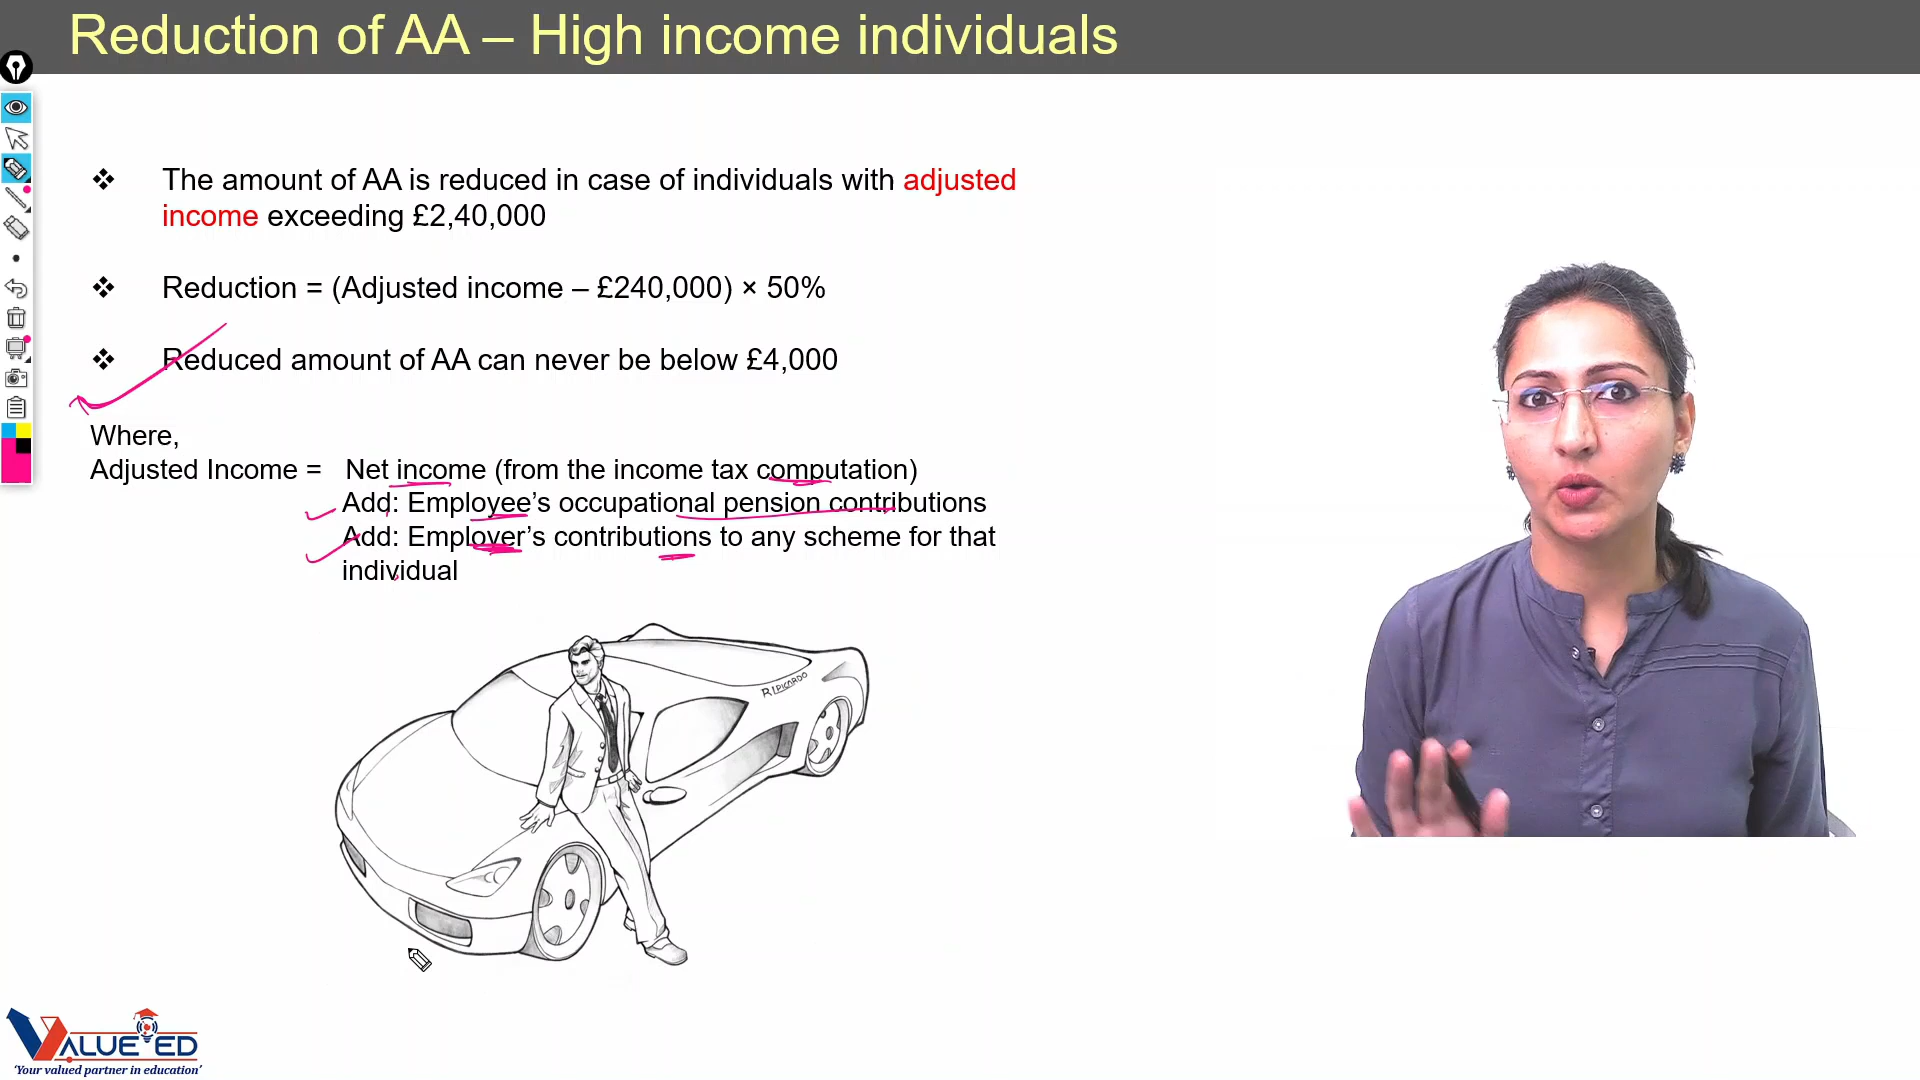 Reduction of AA – High income individuals
❖ The amount of AA is reduced in case of individuals with adjusted
income exceeding £2,40,000
❖ Reduction = (Adjusted income – £240,000) × 50%
❖ Reduced amount of AA can never be below £4,000
Where,
Adjusted Income = Net income (from the income tax computation)
Add: Employee’s occupational pension contributions
Add: Employer’s contributions to any scheme for that
individual
RIPICARDO
VALUE ED
‘Your valued partner in education’